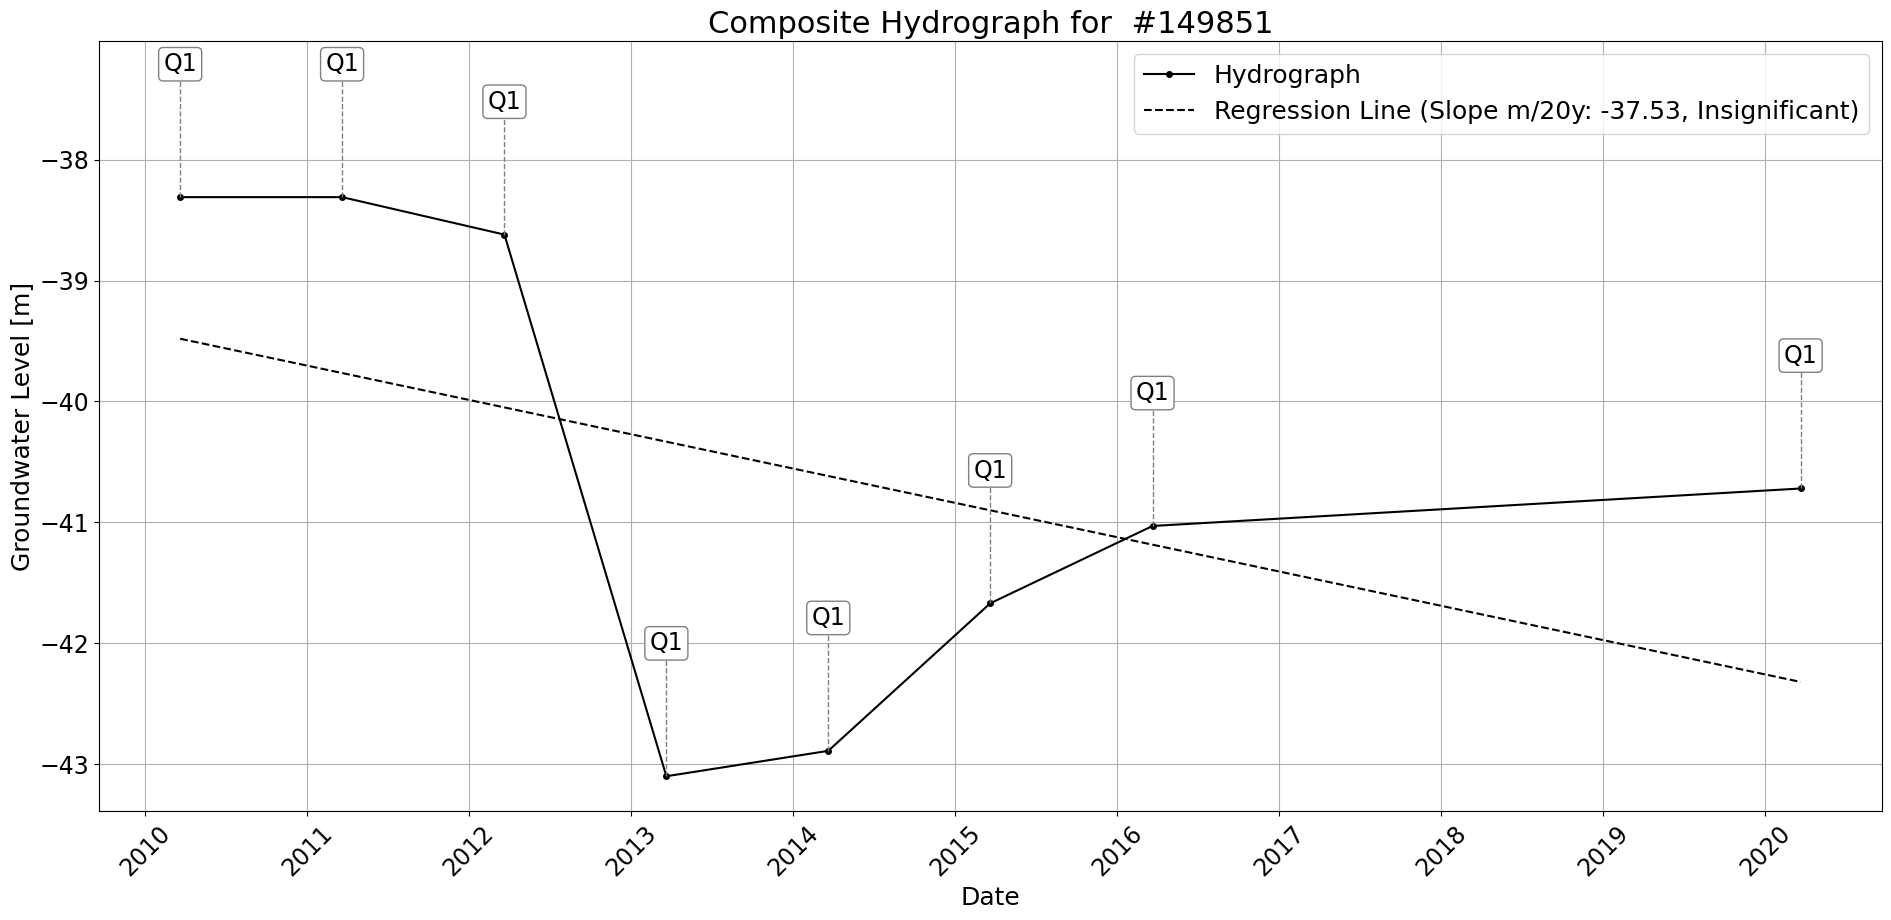 Composite Hydrograph for  #149851
Q1
Q1
Q1
Q1
Q1
Q1
Q1
Q1
Hydrograph
Regression Line (Slope m/20y: -37.53, Insignificant)
Groundwater Level [m]
−38
−39
−40
−41
−42
−43
2010
2011
2012
2013
2014
2015
2016
2017
2018
2019
2020
Date